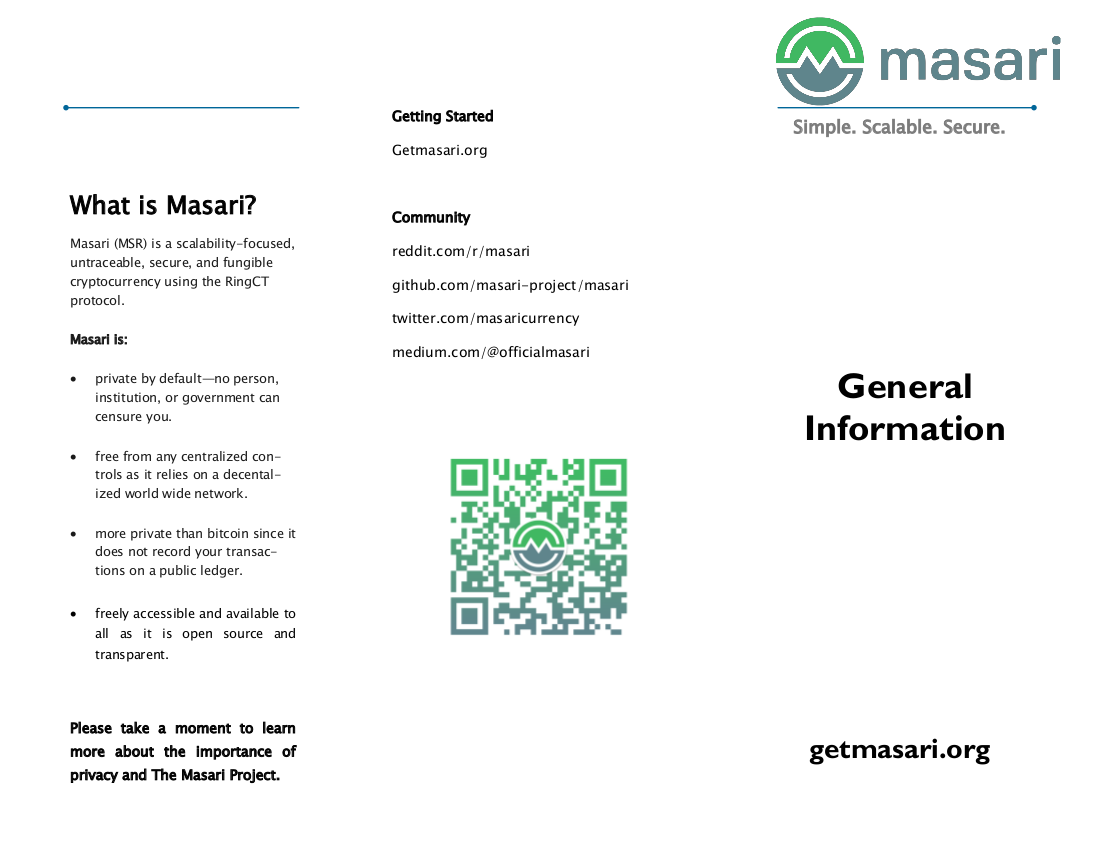 What is Masari?
Masari (MSR) is a scalability-focused,
untraceable, secure, and fungible
cryptocurrency using the RingCT
protocol.
Masari is:
• private by default—no person,
institution, or government can
censure you.
• free from any centralized con-
trols as it relies on a decental-
ized world wide network.
• more private than bitcoin since it
does not record your transac-
tions on a public ledger.
• freely accessible and available to
all as it is open source and
transparent.
Please take a moment to learn
more about the importance of
privacy and The Masari Project.
Getting Started
Getmasari.org
Community
reddit.com/r/masari
github.com/masari-project/masari
twitter.com/masaricurrency
medium.com/@officialmasari
masari
Simple. Scalable. Secure.
General
Information
getmasari.org